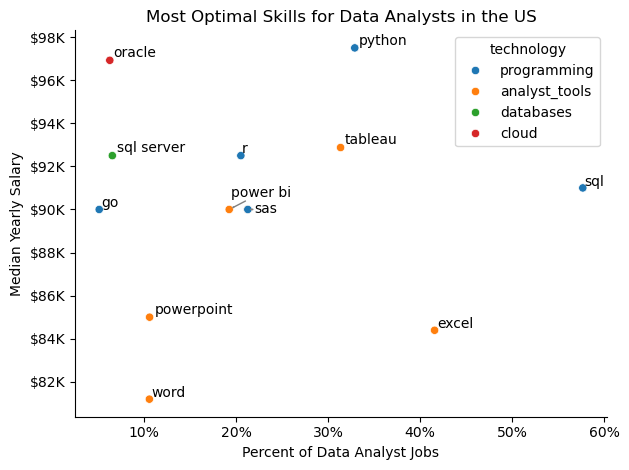 Most Optimal Skills for Data Analysts in the US
$98K
$96K
$94K
$92K
$90K
$88K
$86K
$84K
$82K
Median Yearly Salary
oracle
python
sql server
r
tableau
power bi
go
sas
sql
powerpoint
excel
word
technology
programming
analyst_tools
databases
cloud
10%
20%
30%
40%
50%
60%
Percent of Data Analyst Jobs